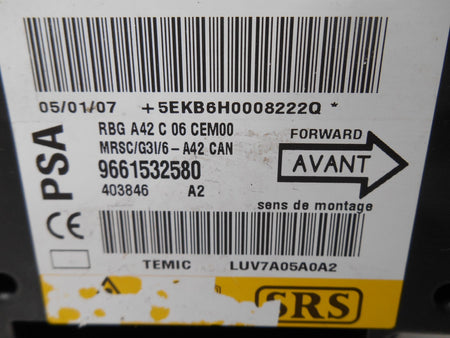 05/01/07 +5EKB6H0008222Q *
PSA
RBG A42 C 06 CEM00
MRSC/G3I/6- A42 CAN
9661532580
403846 A2
FORWARD
AVANT
sens de montage
CE
TEMIC LUV7A05A0A2
SRS